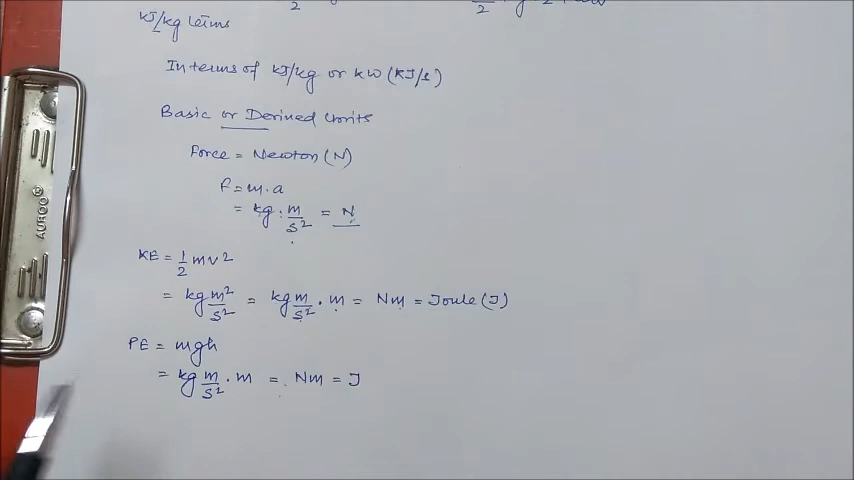 kJ/kg terms
In terms of kJ/kg or kW (kJ/s)
Basic or Derived Units
Force = Newton (N)
F = m.a
= kg . m/s² = N
KE = 1/2 mv²
= kg m²/s² = kg m/s² . m = Nm = Joule (J)
PE = mgh
= kg m/s² . m = Nm = J
AUROO®